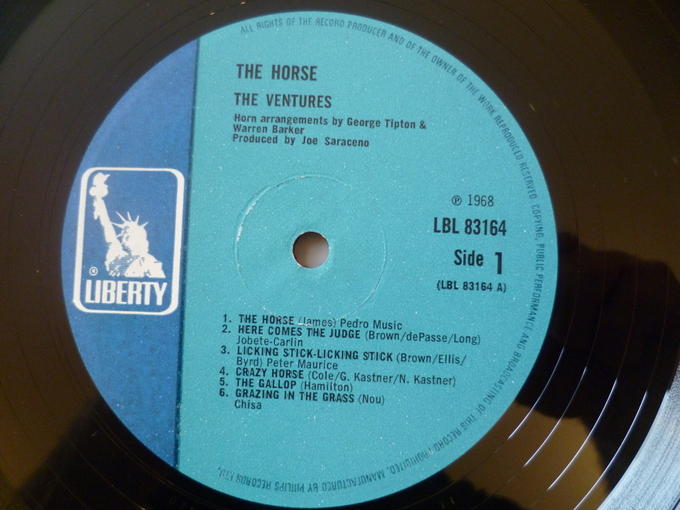 ALL RIGHTS OF THE RECORD PRODUCER AND OF THE OWNER OF THE WORK REPRODUCED RESERVED. COPYING, PUBLIC PERFORMANCE AND BROADCASTING OF THIS RECORD PROHIBITED. MANUFACTURED BY PHILIPS RECORDS LTD.
THE HORSE
THE VENTURES
Horn arrangements by George Tipton &
Warren Barker
Produced by Joe Saraceno
℗ 1968
LBL 83164
Side 1
(LBL 83164 A)
® LIBERTY
1. THE HORSE (James) Pedro Music
2. HERE COMES THE JUDGE (Brown/dePasse/Long)
Jobete-Carlin
3. LICKING STICK-LICKING STICK (Brown/Ellis/
Byrd) Peter Maurice
4. CRAZY HORSE (Cole/G. Kastner/N. Kastner)
5. THE GALLOP (Hamilton)
6. GRAZING IN THE GRASS (Nou)
Chisa